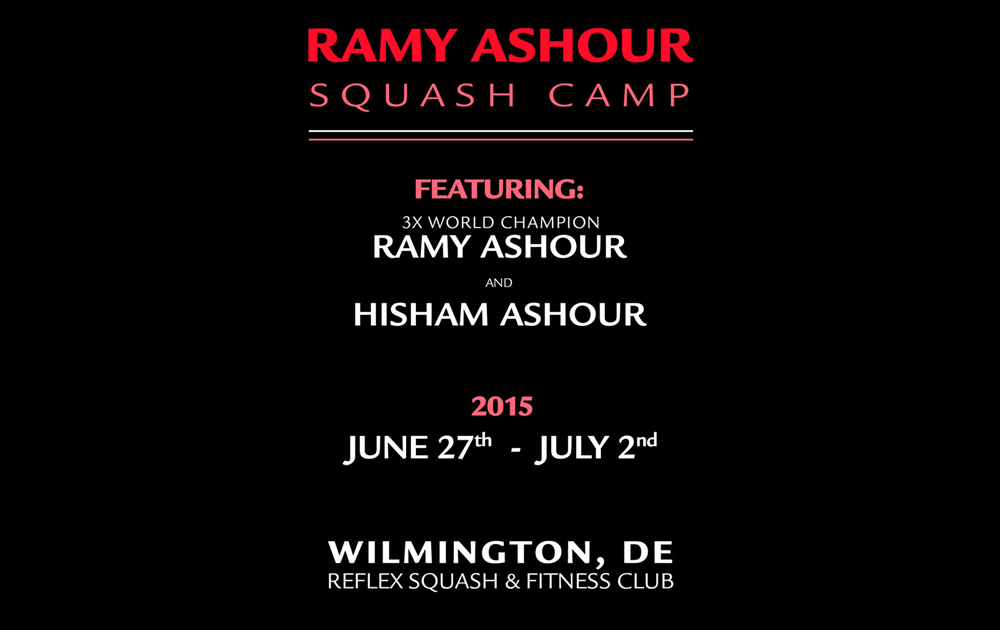 RAMY ASHOUR
SQUASH CAMP
FEATURING:
3X WORLD CHAMPION
RAMY ASHOUR
AND
HISHAM ASHOUR
2015
JUNE 27th - JULY 2nd
WILMINGTON, DE
REFLEX SQUASH & FITNESS CLUB